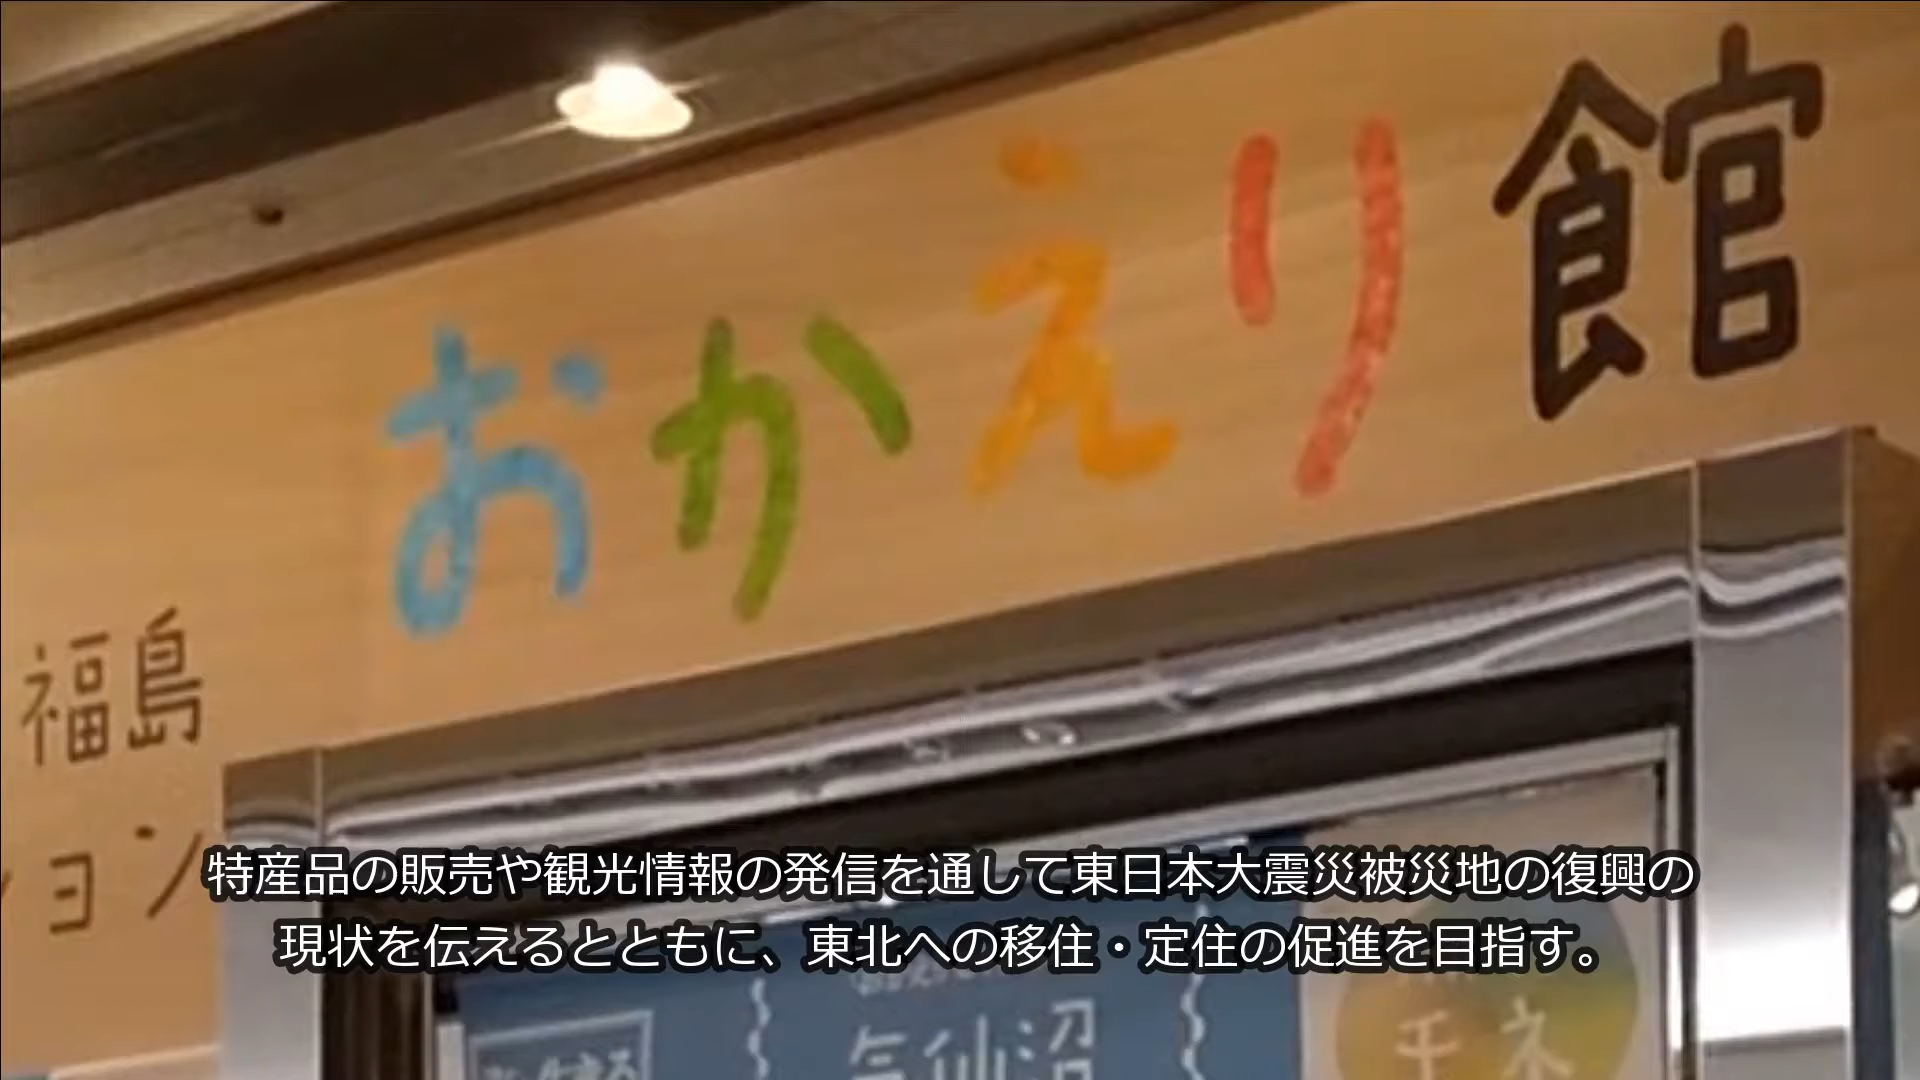 おかえり館
福島
ョン
特産品の販売や観光情報の発信を通して東日本大震災被災地の復興の
現状を伝えるとともに、東北への移住・定住の促進を目指す。
気仙沼